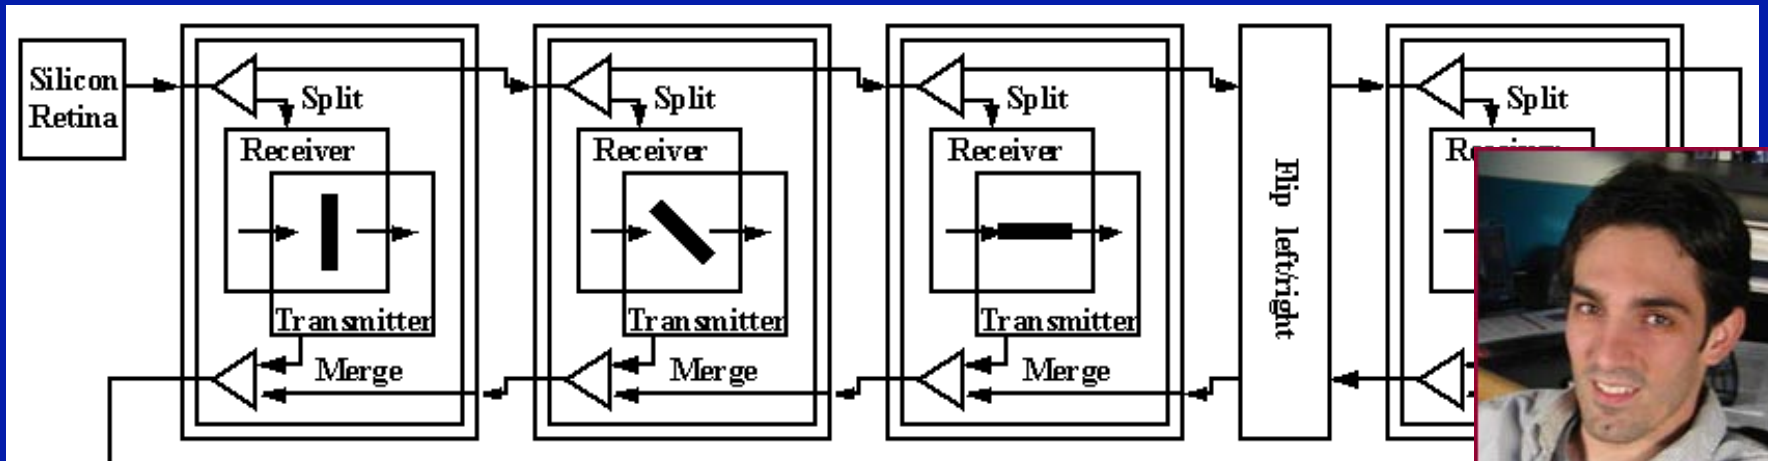 Silicon
Retina
Split
Receiver
Transmitter
Merge
Split
Receiver
Transmitter
Merge
Split
Receiver
Transmitter
Merge
Flip left/right
Split